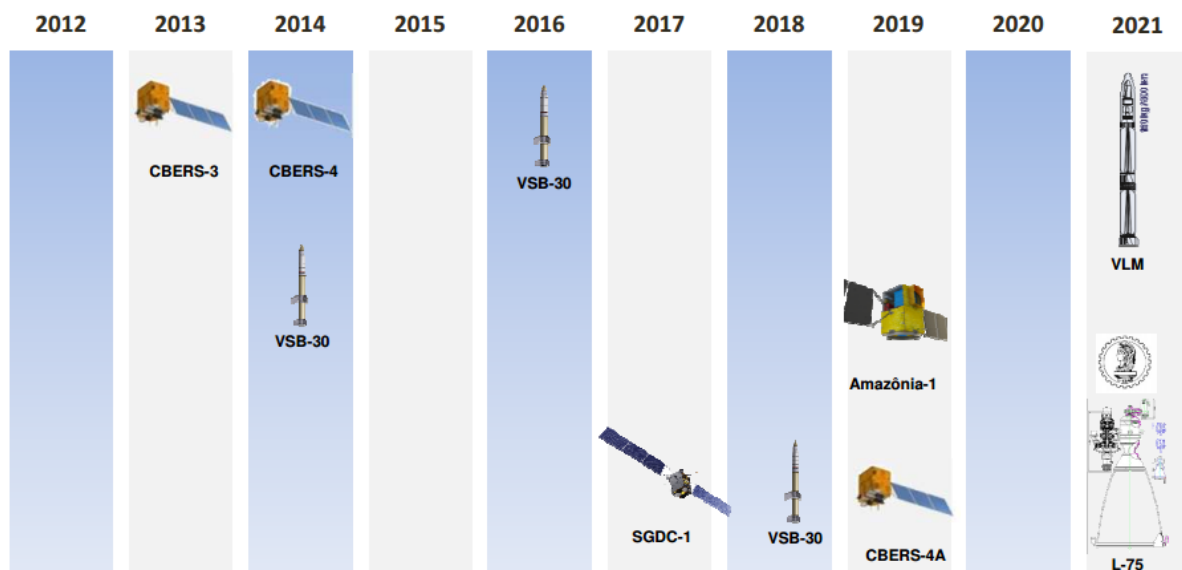 2012 2013 2014 2015 2016 2017 2018 2019 2020 2021
CBERS-3
CBERS-4
VSB-30
VSB-30
SGDC-1
VSB-30
Amazônia-1
CBERS-4A
VLM
L-75